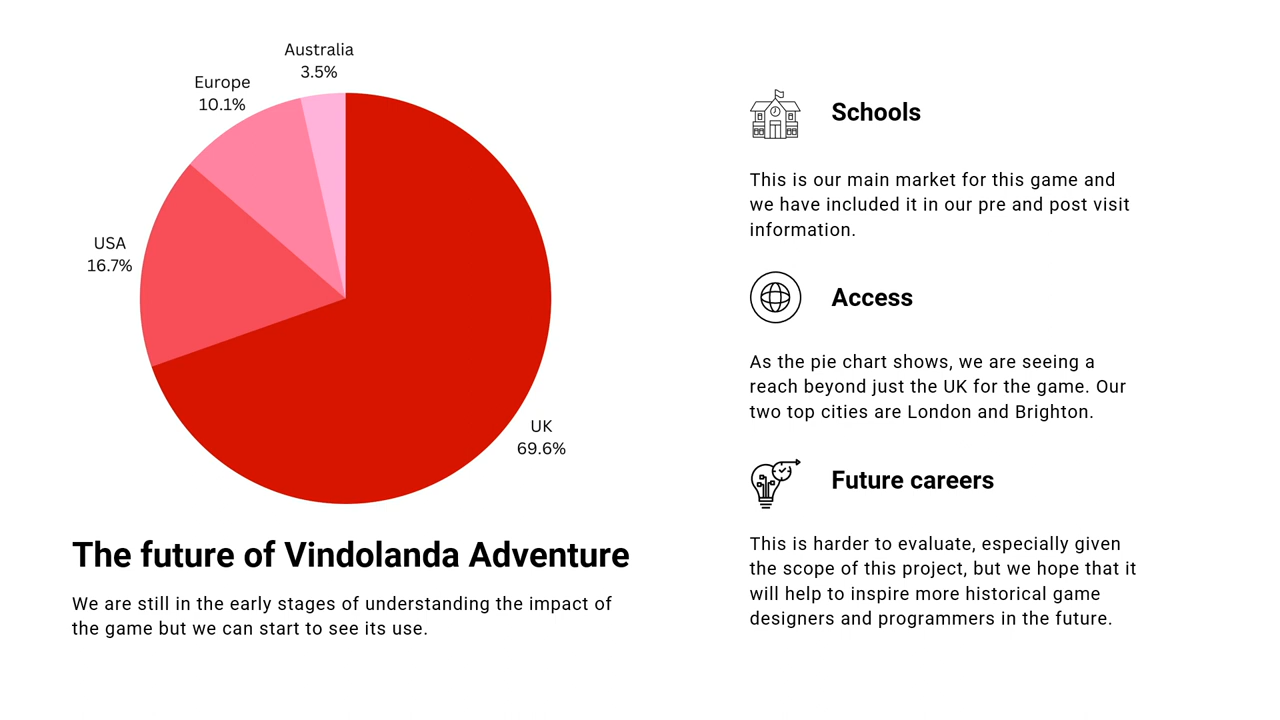 Australia
3.5%
Europe
10.1%
USA
16.7%
UK
69.6%
The future of Vindolanda Adventure
We are still in the early stages of understanding the impact of
the game but we can start to see its use.
Schools
This is our main market for this game and
we have included it in our pre and post visit
information.
Access
As the pie chart shows, we are seeing a
reach beyond just the UK for the game. Our
two top cities are London and Brighton.
Future careers
This is harder to evaluate, especially given
the scope of this project, but we hope that it
will help to inspire more historical game
designers and programmers in the future.